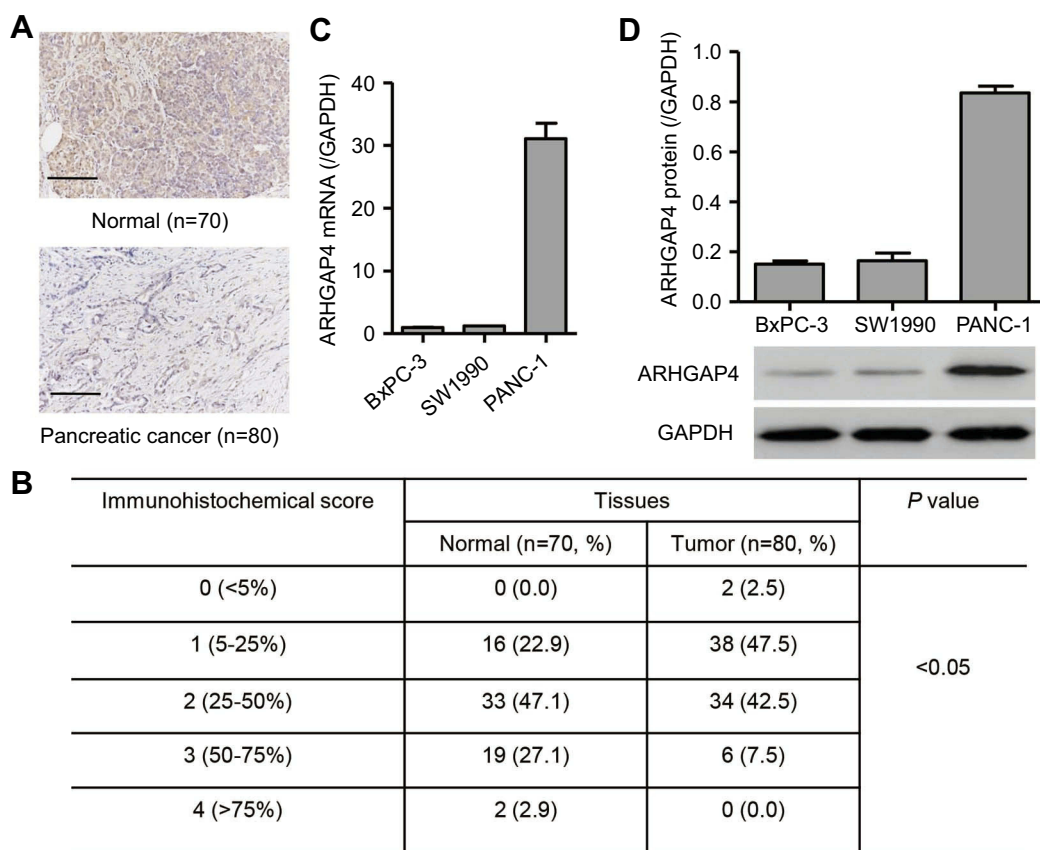 A
Normal (n=70)
Pancreatic cancer (n=80)
C
ARHGAP4 mRNA (/GAPDH)
40
30
20
10
0
BxPC-3
SW1990
PANC-1
D
ARHGAP4 protein (/GAPDH)
1.0
0.8
0.6
0.4
0.2
0.0
BxPC-3 SW1990 PANC-1
ARHGAP4
GAPDH
B
Immunohistochemical score Tissues P value
Normal (n=70, %) Tumor (n=80, %)
0 (<5%) 0 (0.0) 2 (2.5)
1 (5-25%) 16 (22.9) 38 (47.5)
<0.05
2 (25-50%) 33 (47.1) 34 (42.5)
3 (50-75%) 19 (27.1) 6 (7.5)
4 (>75%) 2 (2.9) 0 (0.0)